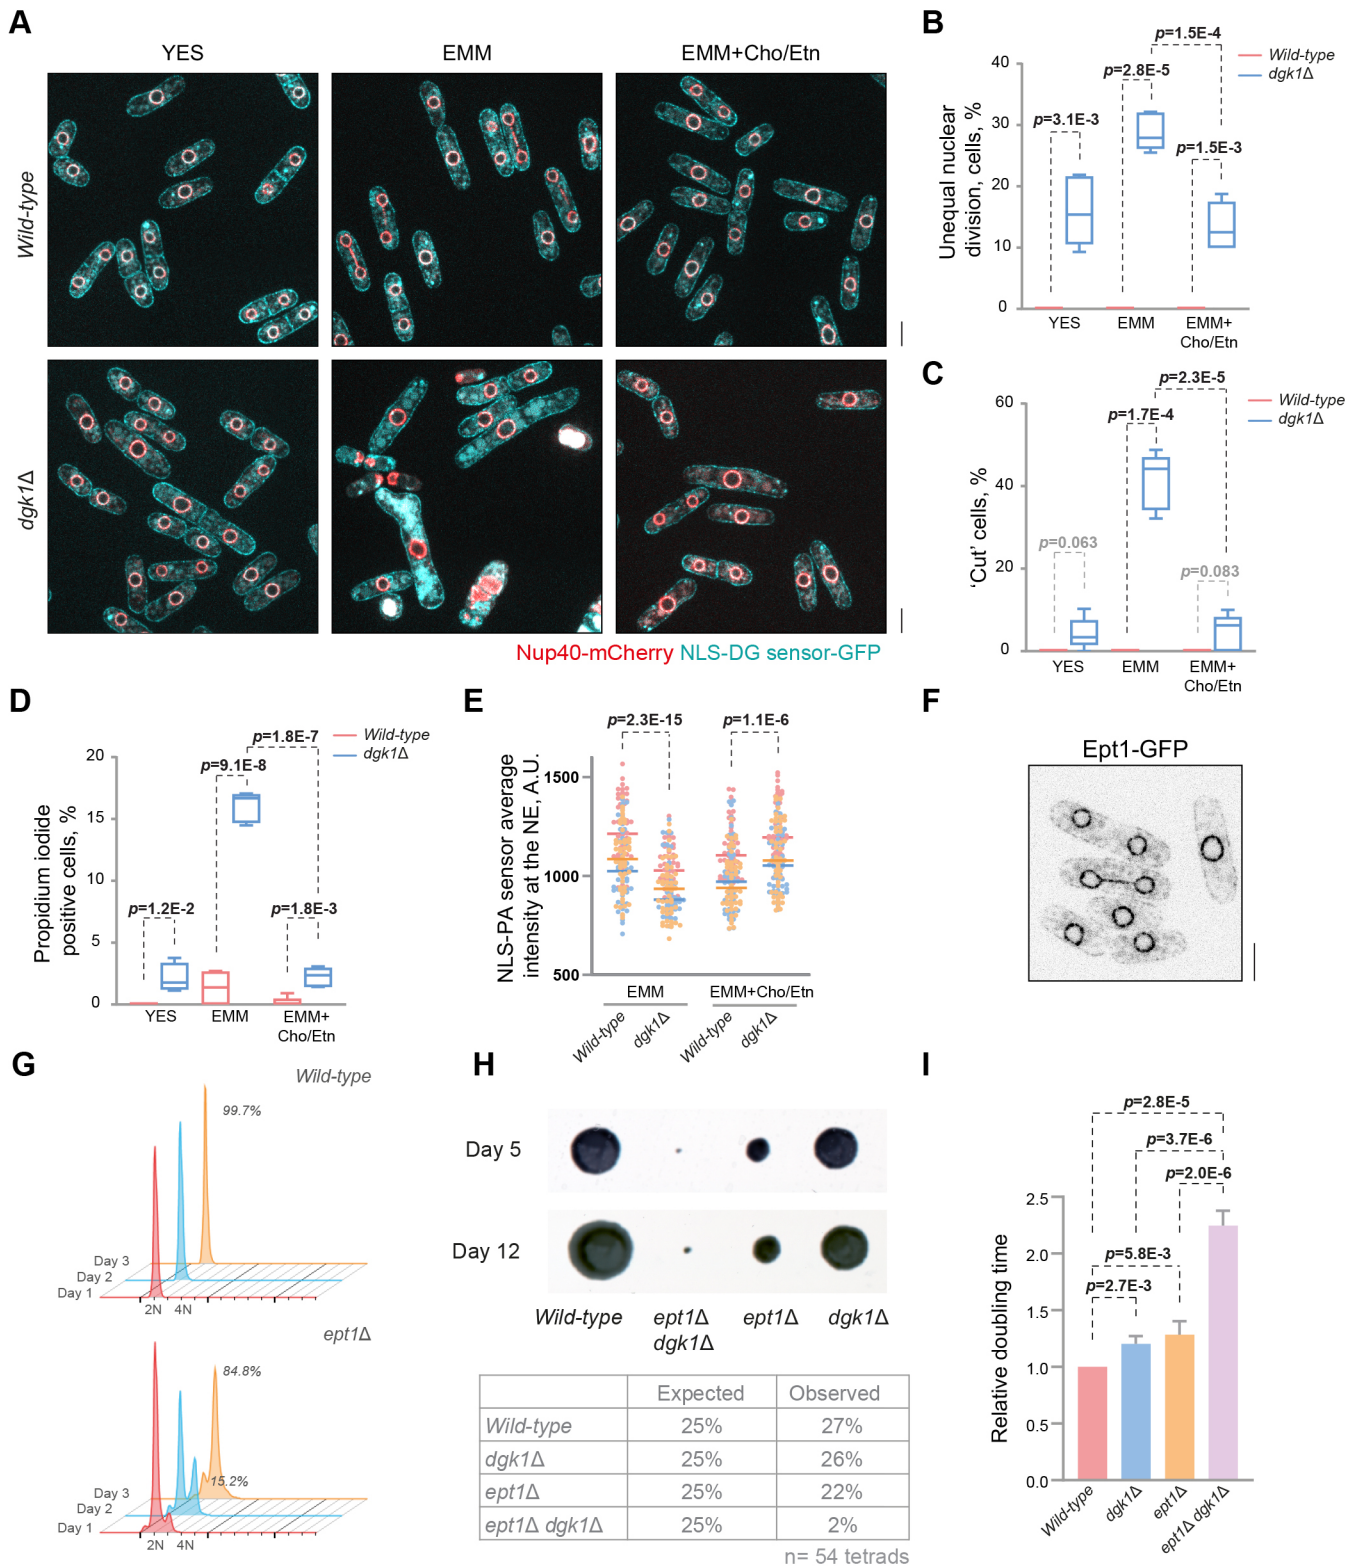 A
YES
EMM
EMM+Cho/Etn
Wild-type
dgk1Δ
Nup40-mCherry NLS-DG sensor-GFP
B
Unequal nuclear
division, cells, %
40
30
20
10
0
p=3.1E-3
p=2.8E-5
p=1.5E-4
p=1.5E-3
Wild-type
dgk1Δ
YES
EMM
EMM+
Cho/Etn
C
'Cut' cells, %
60
40
20
0
p=0.063
p=1.7E-4
p=2.3E-5
p=0.083
Wild-type
dgk1Δ
YES
EMM
EMM+
Cho/Etn
D
Propidium iodide
positive cells, %
20
15
10
5
0
p=1.2E-2
p=9.1E-8
p=1.8E-7
p=1.8E-3
Wild-type
dgk1Δ
YES
EMM
EMM+
Cho/Etn
E
NLS-PA sensor average
intensity at the NE, A.U.
1500
1000
500
p=2.3E-15
p=1.1E-6
EMM
EMM+Cho/Etn
Wild-type
dgk1Δ
Wild-type
dgk1Δ
F
Ept1-GFP
G
Wild-type
99.7%
Day 3
Day 2
Day 1
2N
4N
ept1Δ
84.8%
15.2%
Day 3
Day 2
Day 1
2N
4N
H
Day 5
Day 12
Wild-type
ept1Δ
dgk1Δ
ept1Δ
dgk1Δ
Expected Observed
Wild-type 25% 27%
dgk1Δ 25% 26%
ept1Δ 25% 22%
ept1Δ dgk1Δ 25% 2%
n= 54 tetrads
I
Relative doubling time
2.5
2.0
1.5
1.0
0.5
0.0
p=2.8E-5
p=3.7E-6
p=2.0E-6
p=5.8E-3
p=2.7E-3
Wild-type
dgk1Δ
ept1Δ
ept1Δ dgk1Δ